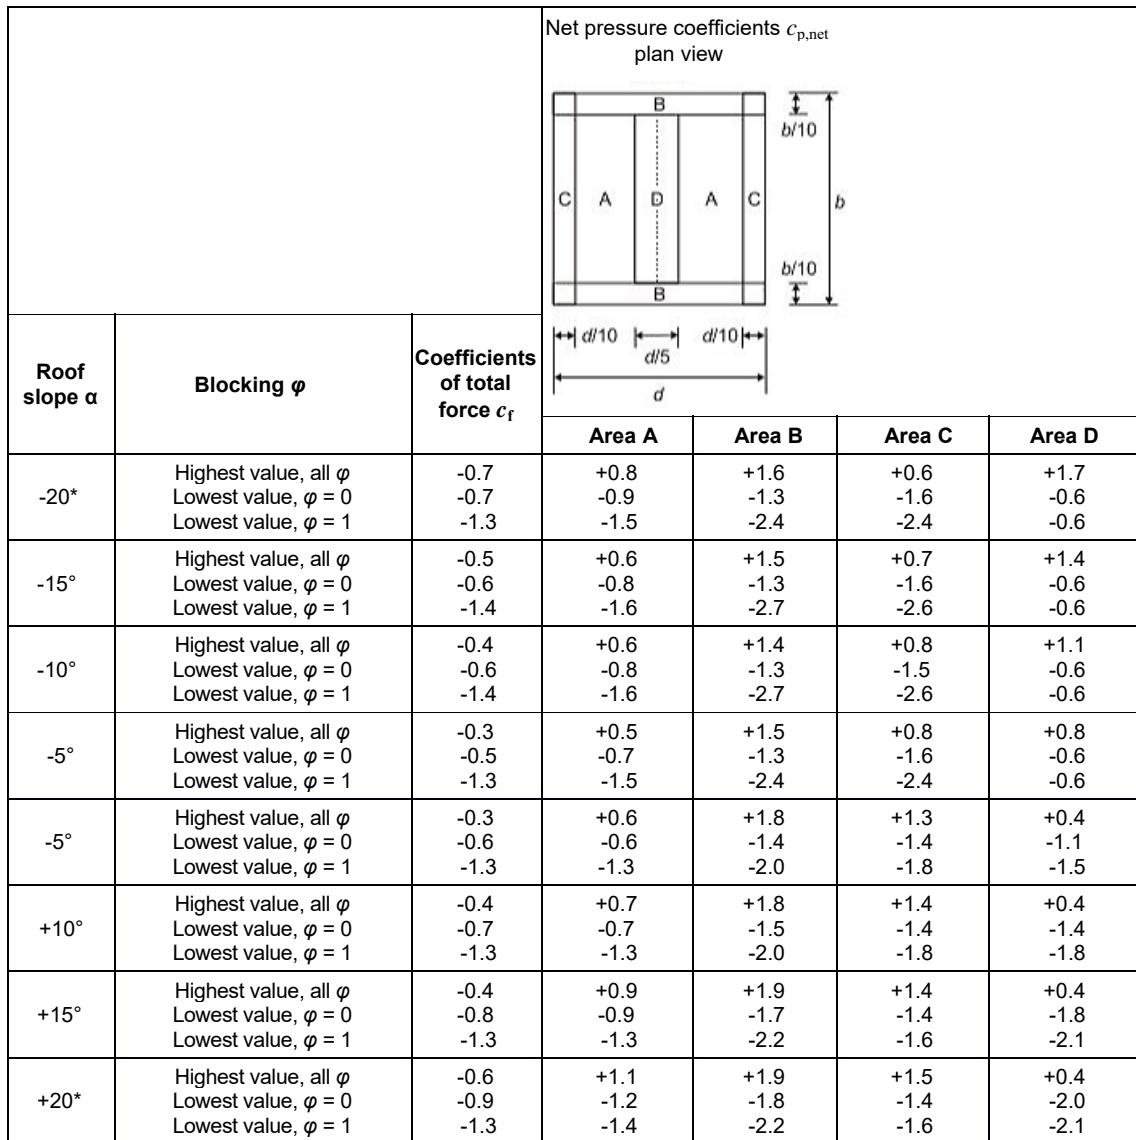 Net pressure coefficients c_p,net
plan view
B
b/10
C A D A C b
b/10
B
d/10 d/10
d/5
d
Roof slope α Blocking φ Coefficients of total force c_f
Area A Area B Area C Area D
-20*
Highest value, all φ -0.7 +0.8 +1.6 +0.6 +1.7
Lowest value, φ = 0 -0.7 -0.9 -1.3 -1.6 -0.6
Lowest value, φ = 1 -1.3 -1.5 -2.4 -2.4 -0.6
-15°
Highest value, all φ -0.5 +0.6 +1.5 +0.7 +1.4
Lowest value, φ = 0 -0.6 -0.8 -1.3 -1.6 -0.6
Lowest value, φ = 1 -1.4 -1.6 -2.7 -2.6 -0.6
-10°
Highest value, all φ -0.4 +0.6 +1.4 +0.8 +1.1
Lowest value, φ = 0 -0.6 -0.8 -1.3 -1.5 -0.6
Lowest value, φ = 1 -1.4 -1.6 -2.7 -2.6 -0.6
-5°
Highest value, all φ -0.3 +0.5 +1.5 +0.8 +0.8
Lowest value, φ = 0 -0.5 -0.7 -1.3 -1.6 -0.6
Lowest value, φ = 1 -1.3 -1.5 -2.4 -2.4 -0.6
-5°
Highest value, all φ -0.3 +0.6 +1.8 +1.3 +0.4
Lowest value, φ = 0 -0.6 -0.6 -1.4 -1.4 -1.1
Lowest value, φ = 1 -1.3 -1.3 -2.0 -1.8 -1.5
+10°
Highest value, all φ -0.4 +0.7 +1.8 +1.4 +0.4
Lowest value, φ = 0 -0.7 -0.7 -1.5 -1.4 -1.4
Lowest value, φ = 1 -1.3 -1.3 -2.0 -1.8 -1.8
+15°
Highest value, all φ -0.4 +0.9 +1.9 +1.4 +0.4
Lowest value, φ = 0 -0.8 -0.9 -1.7 -1.4 -1.8
Lowest value, φ = 1 -1.3 -1.3 -2.2 -1.6 -2.1
+20*
Highest value, all φ -0.6 +1.1 +1.9 +1.5 +0.4
Lowest value, φ = 0 -0.9 -1.2 -1.8 -1.4 -2.0
Lowest value, φ = 1 -1.3 -1.4 -2.2 -1.6 -2.1